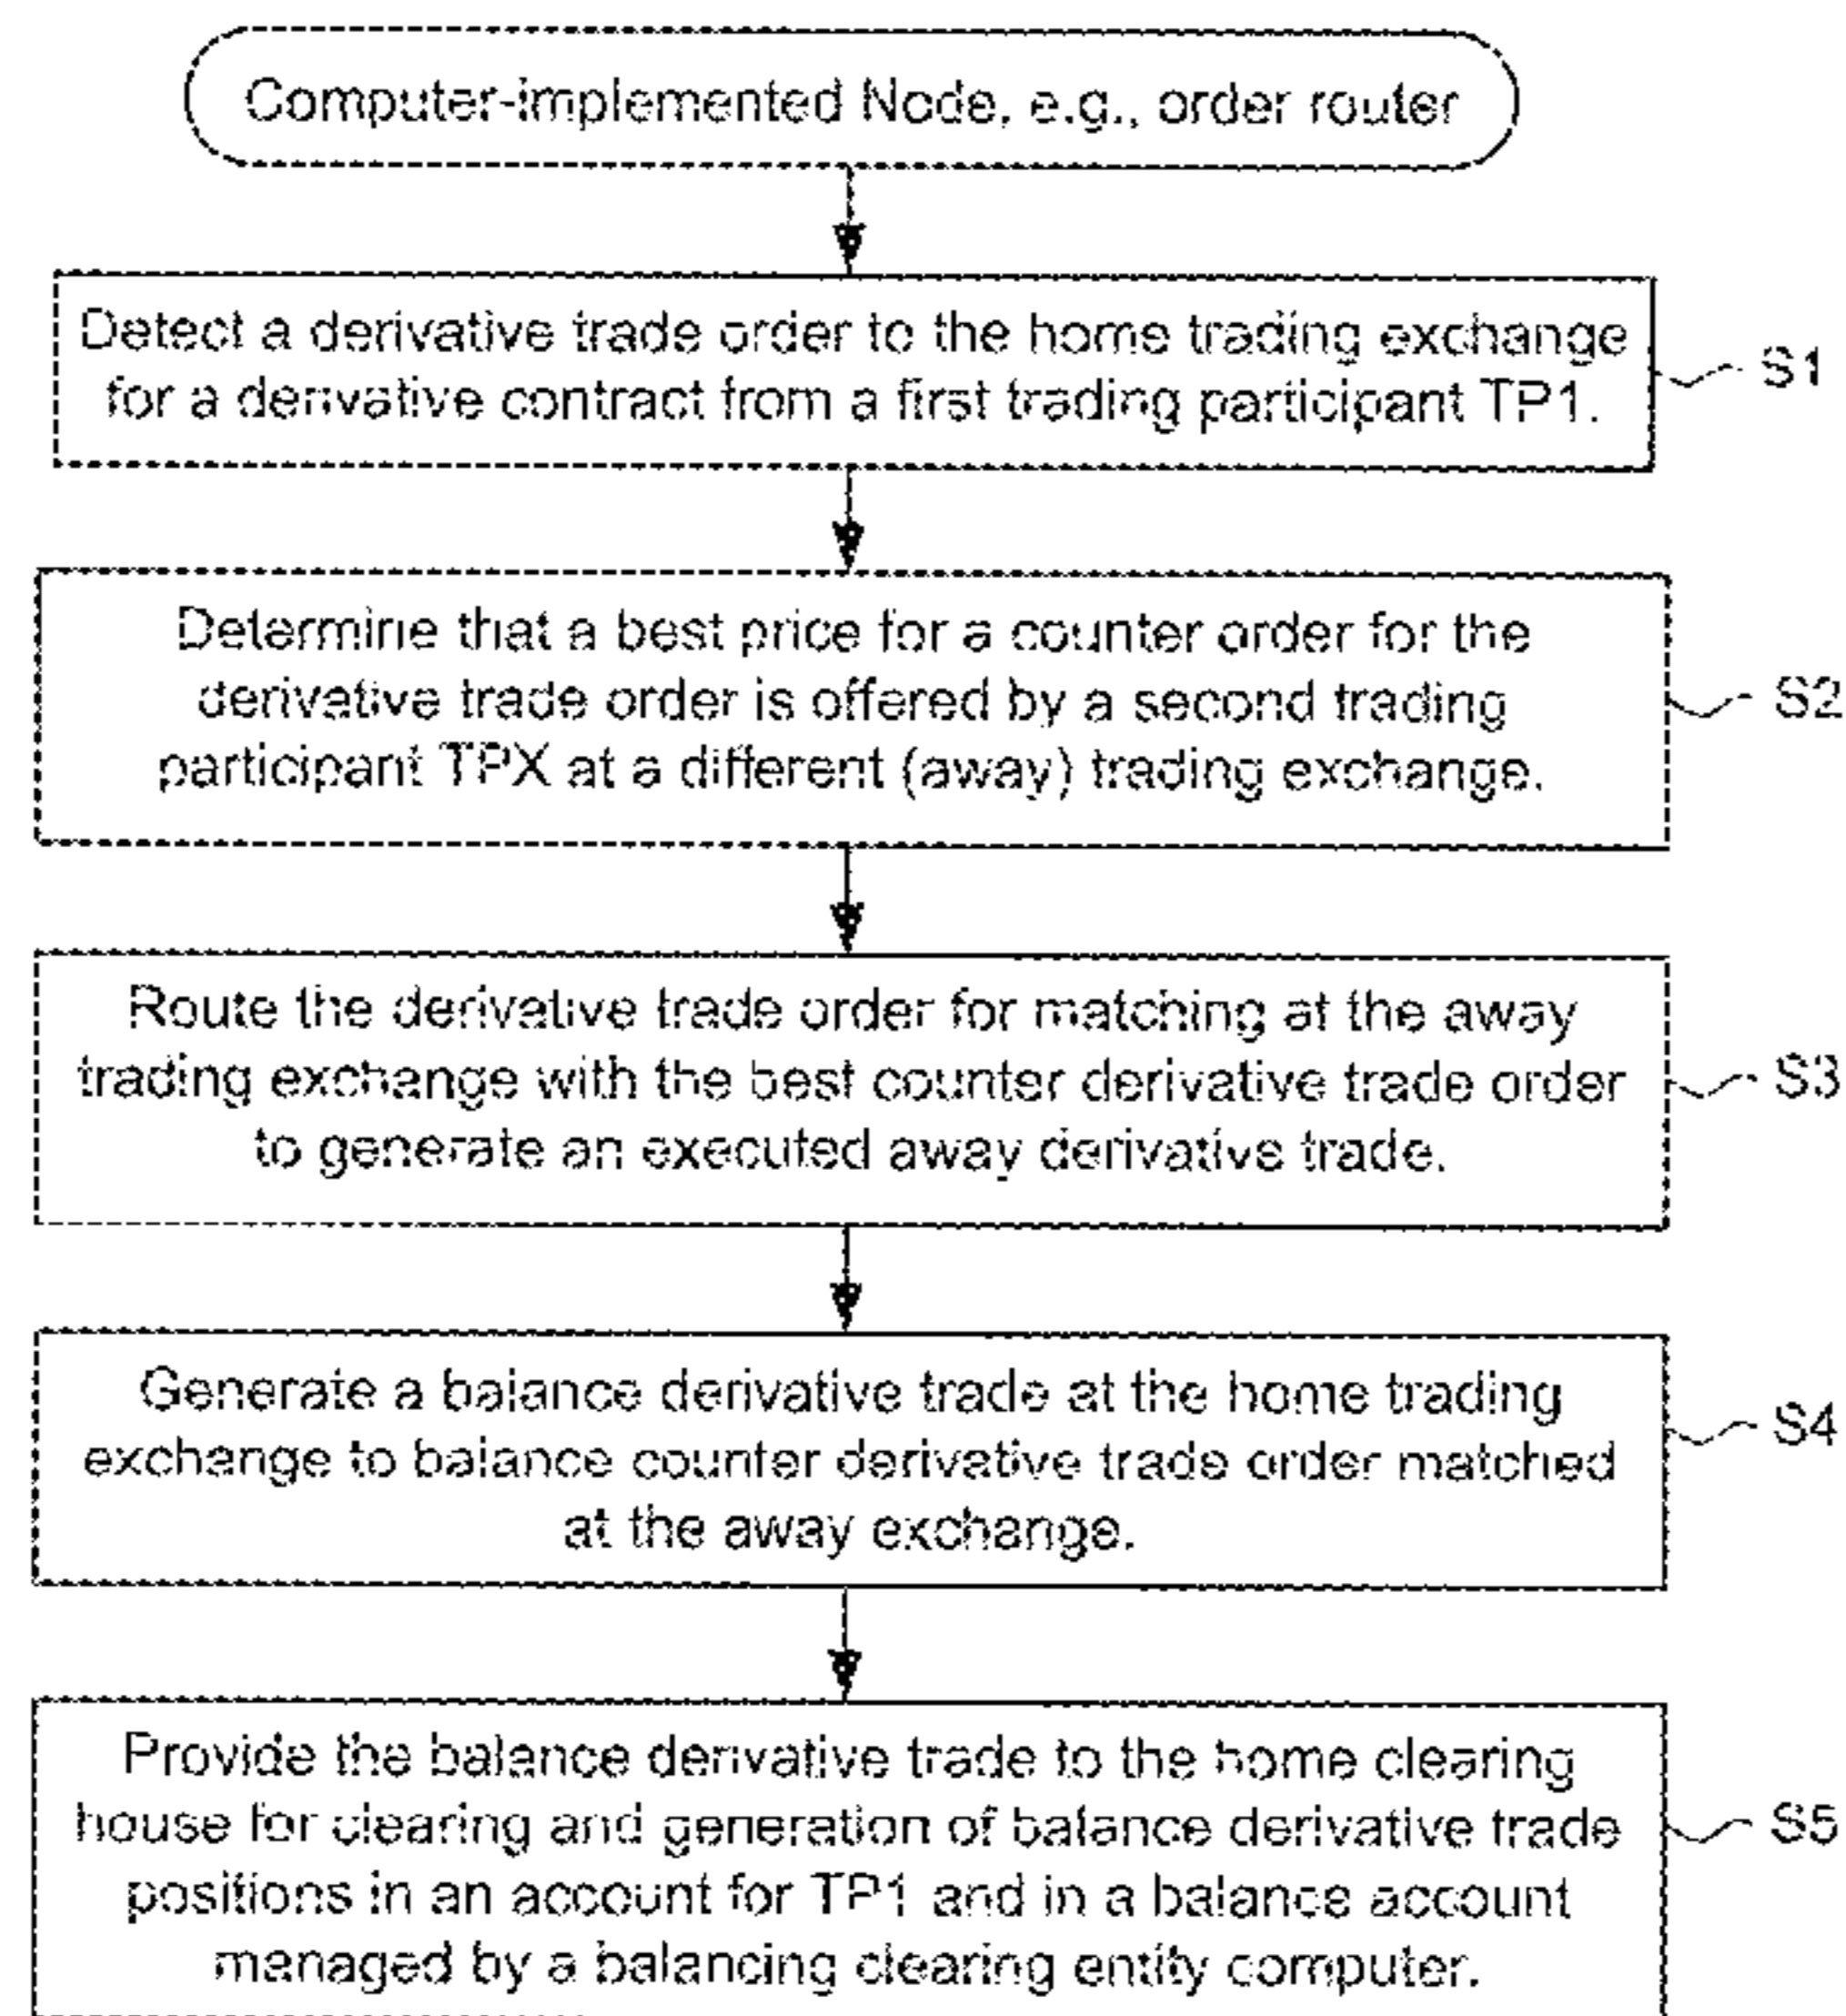 Computer-implemented Node, e.g., order router
Detect a derivative trade order to the home trading exchange
for a derivative contract from a first trading participant TP1.
S1
Determine that a best price for a counter order for the
derivative trade order is offered by a second trading
participant TPX at a different (away) trading exchange.
S2
Route the derivative trade order for matching at the away
trading exchange with the best counter derivative trade order
to generate an executed away derivative trade.
S3
Generate a balance derivative trade at the home trading
exchange to balance counter derivative trade order matched
at the away exchange.
S4
Provide the balance derivative trade to the home clearing
house for clearing and generation of balance derivative trade
positions in an account for TP1 and in a balance account
managed by a balancing clearing entity computer.
S5